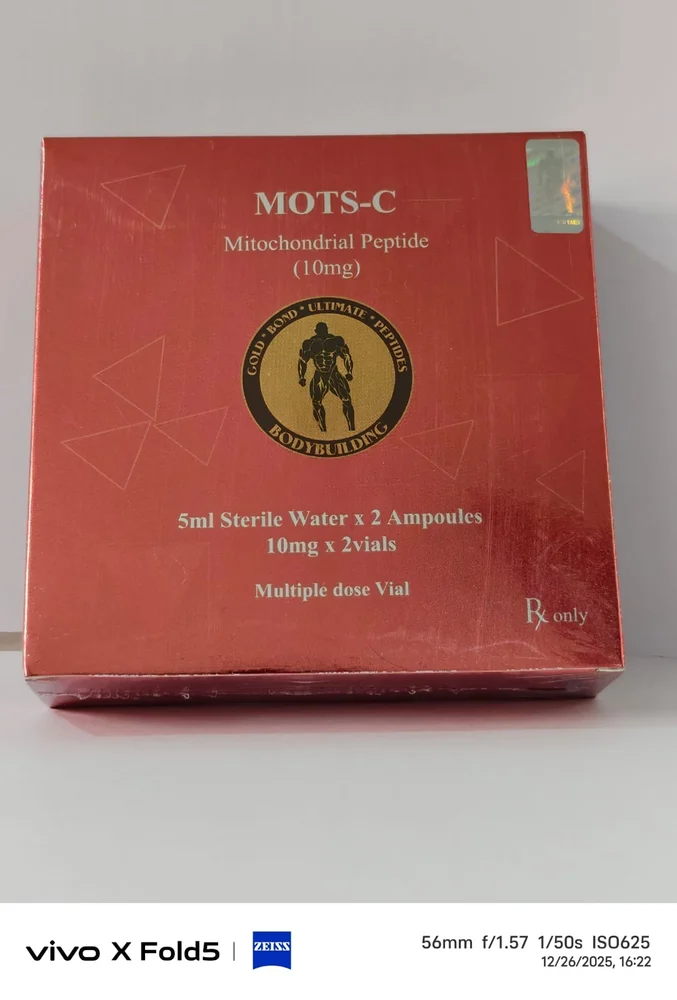 MOTS-C
Mitochondrial Peptide
(10mg)
GOLD • BOND • ULTIMATE • PEPTIDES
BODYBUILDING
5ml Sterile Water x 2 Ampoules
10mg x 2vials
Multiple dose Vial
Rx only
vivo X Fold5 | ZEISS
56mm f/1.57 1/50s ISO625
12/26/2025, 16:22